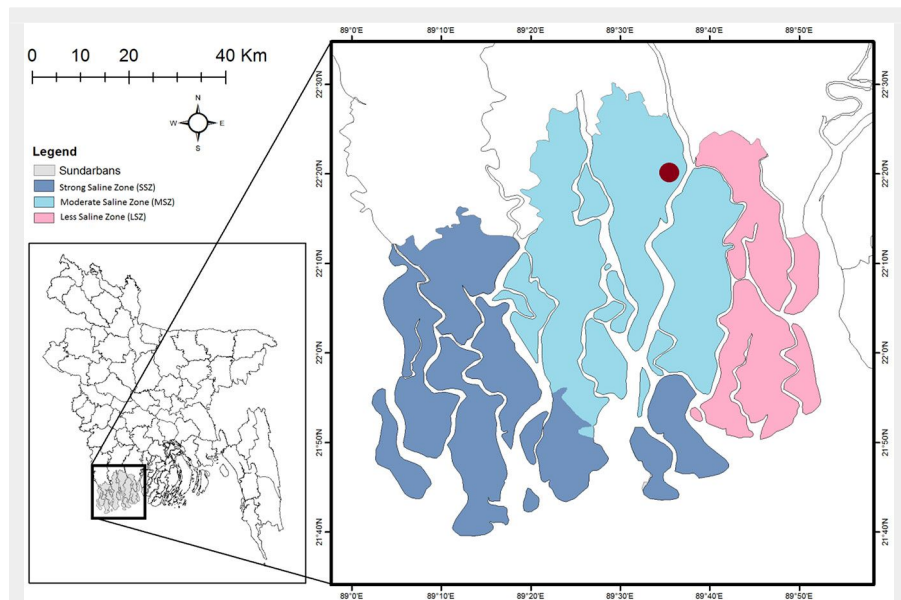 0 10 20 40 Km
N
W E
S
Legend
Sundarbans
Strong Saline Zone (SSZ)
Moderate Saline Zone (MSZ)
Less Saline Zone (LSZ)
89°0'E 89°10'E 89°20'E 89°30'E 89°40'E 89°50'E
22°30'N 22°30'N
22°20'N 22°20'N
22°10'N 22°10'N
22°0'N 22°0'N
21°50'N 21°50'N
21°40'N 21°40'N
89°0'E 89°10'E 89°20'E 89°30'E 89°40'E 89°50'E